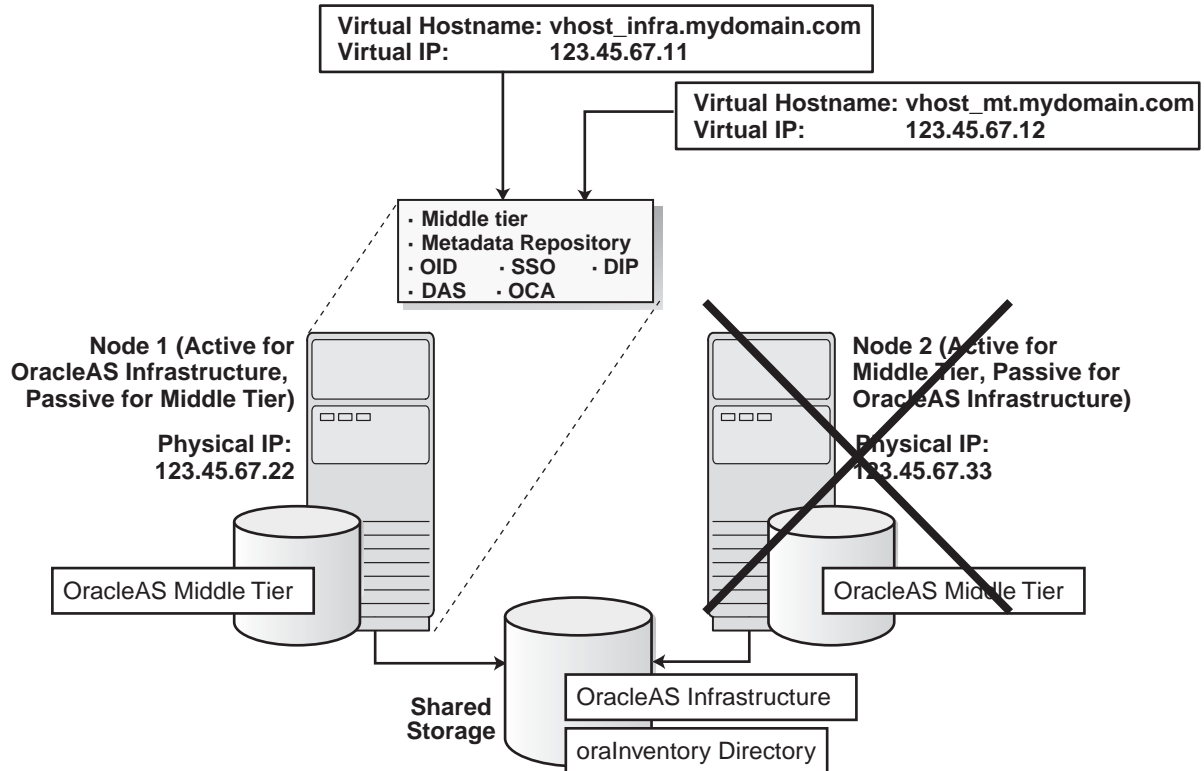 Virtual Hostname: vhost_infra.mydomain.com
Virtual IP: 123.45.67.11
Virtual Hostname: vhost_mt.mydomain.com
Virtual IP: 123.45.67.12
· Middle tier
· Metadata Repository
· OID · SSO · DIP
· DAS · OCA
Node 1 (Active for
OracleAS Infrastructure,
Passive for Middle Tier)
Physical IP:
123.45.67.22
Node 2 (Active for
Middle Tier, Passive for
OracleAS Infrastructure)
Physical IP:
123.45.67.33
OracleAS Middle Tier
OracleAS Middle Tier
Shared
Storage
OracleAS Infrastructure
oraInventory Directory